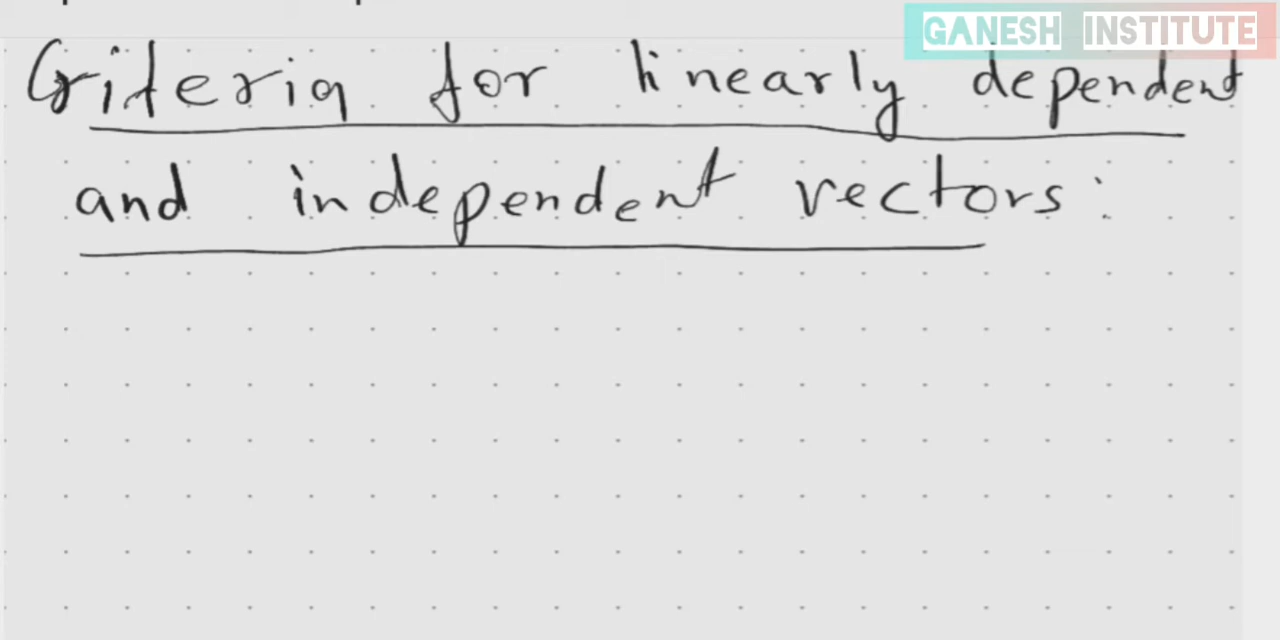 GANESH INSTITUTE
Criteria for linearly dependent
and independent vectors: